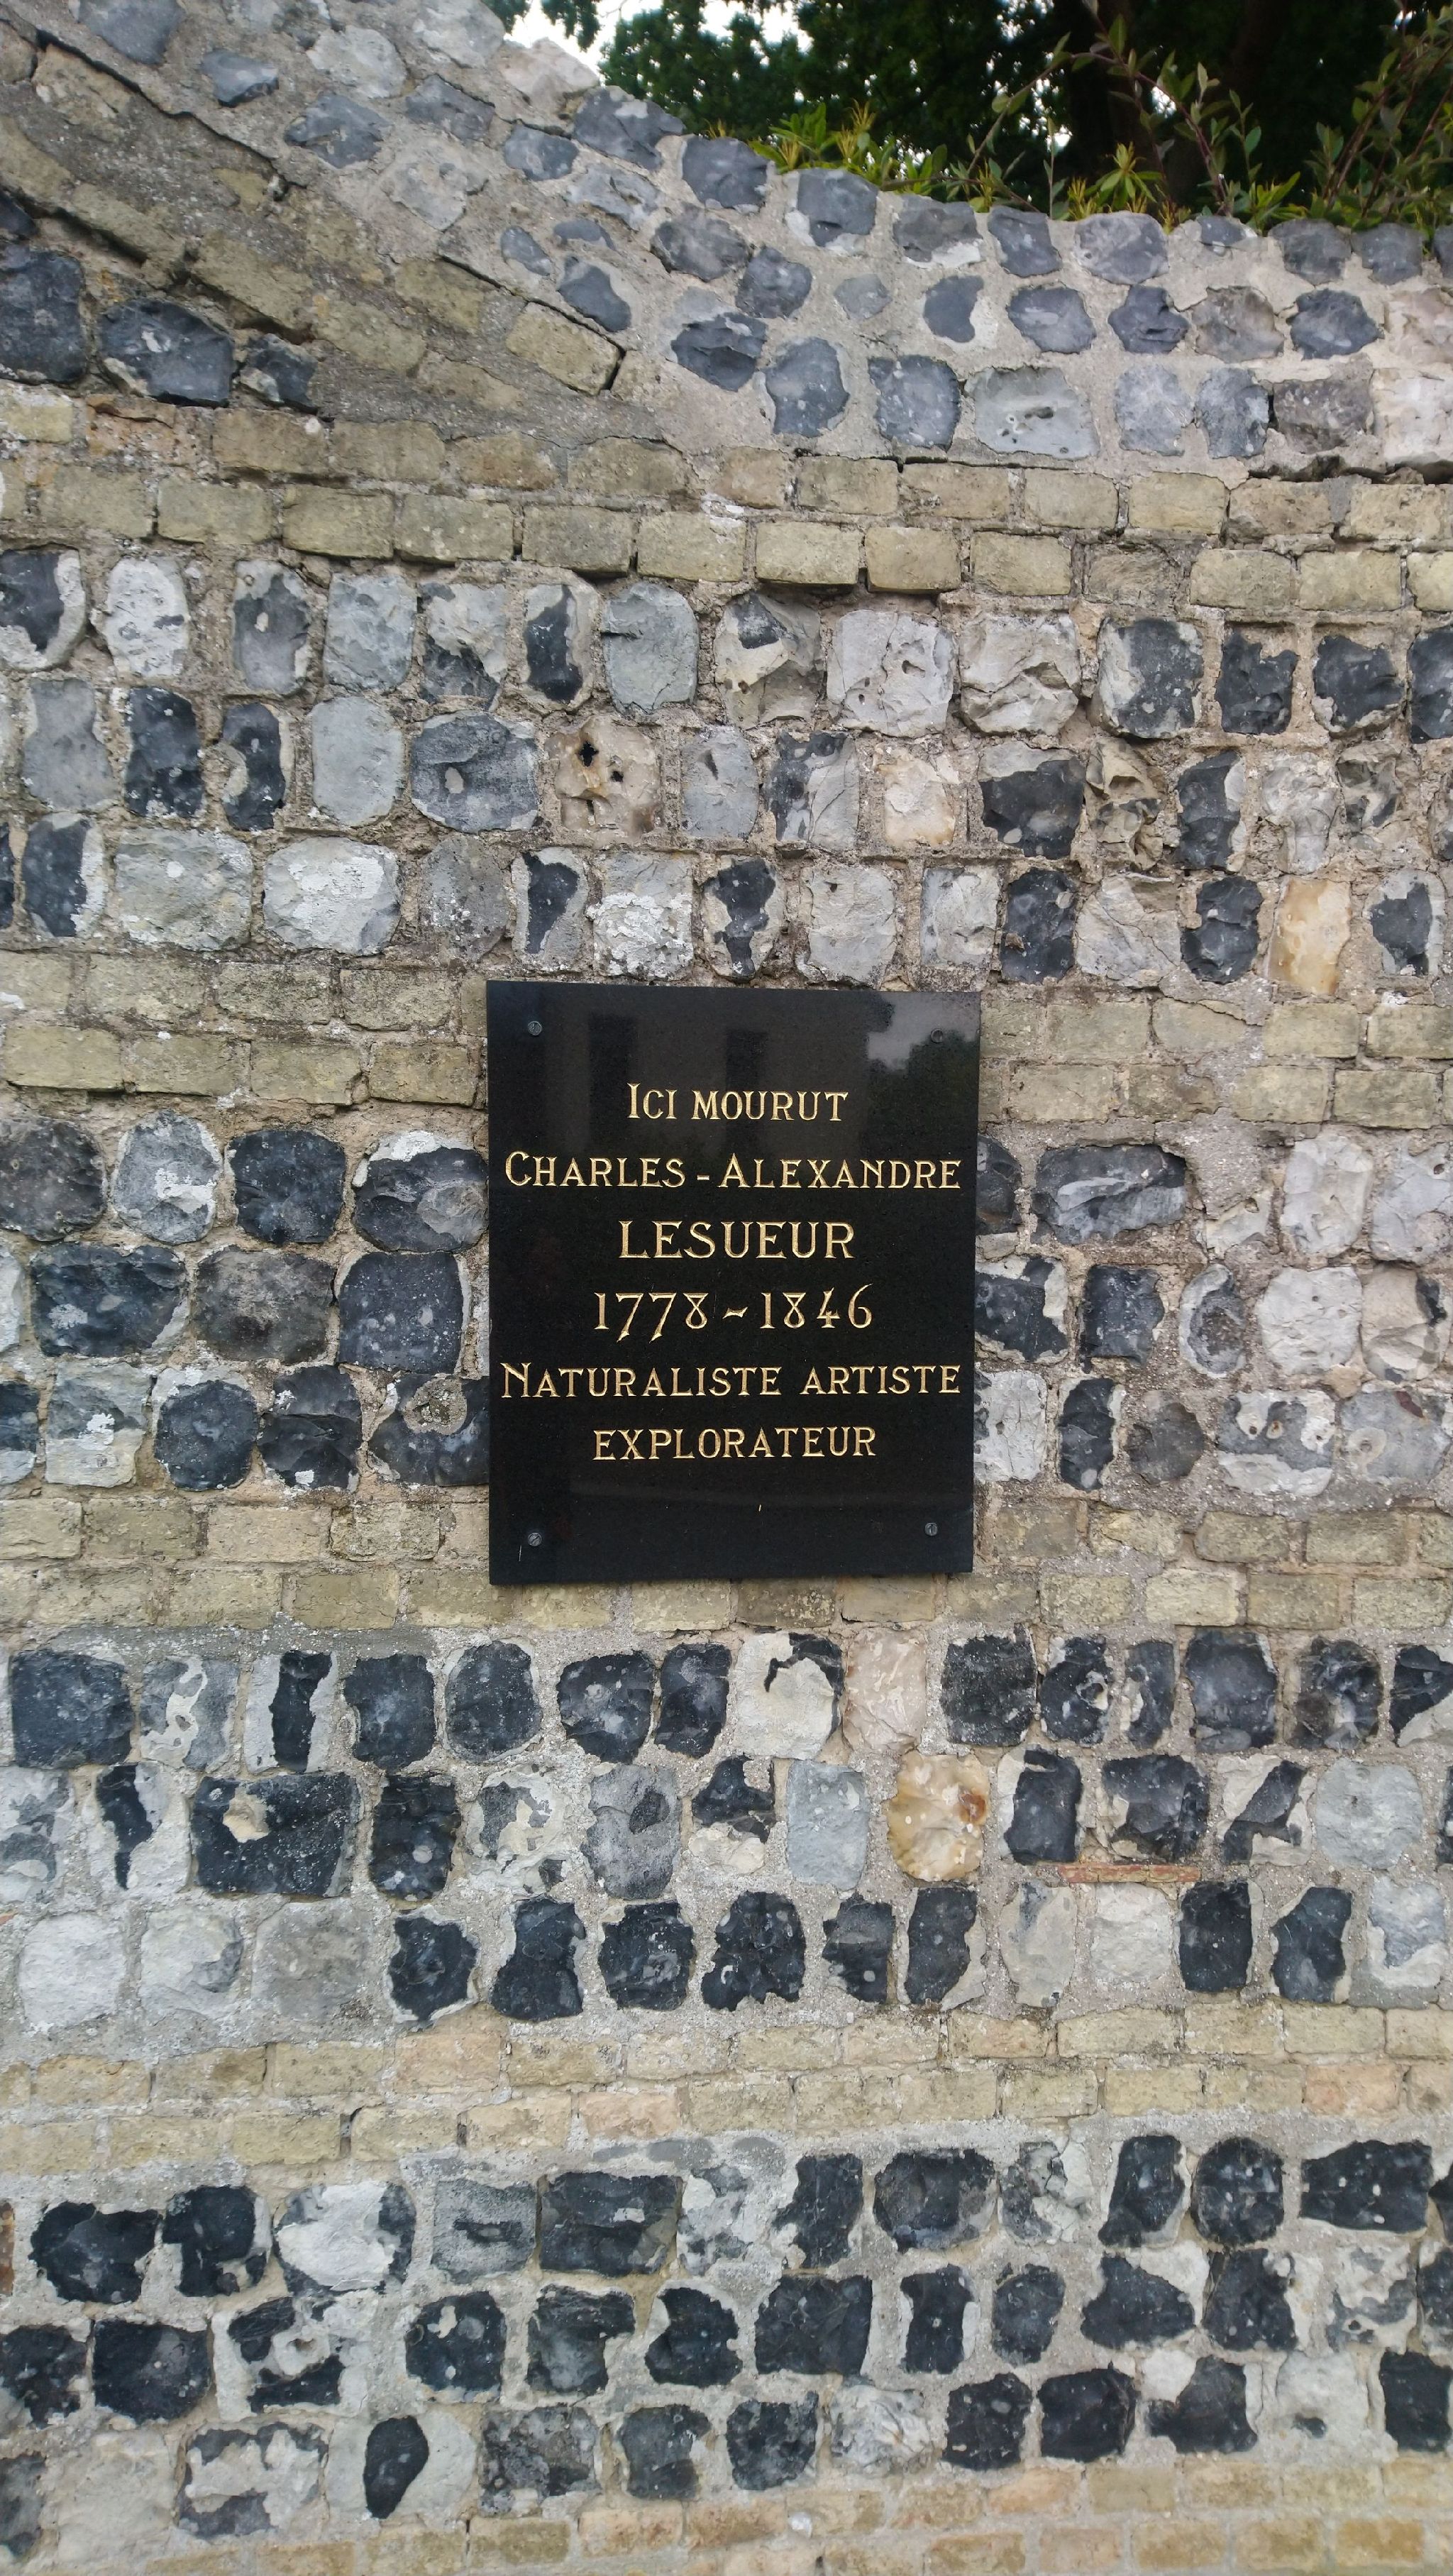 ICI MOURUT
CHARLES-ALEXANDRE
LESUEUR
1778-1846
NATURALISTE ARTISTE
EXPLORATEUR